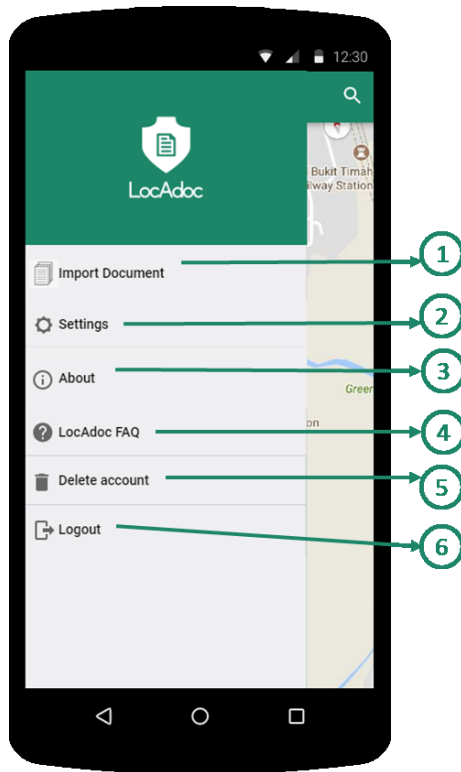 12:30
LocAdoc
Bukit Timah
ilway Station
Import Document
1
Settings
2
About
3
Green
LocAdoc FAQ
4
on
Delete account
5
Logout
6